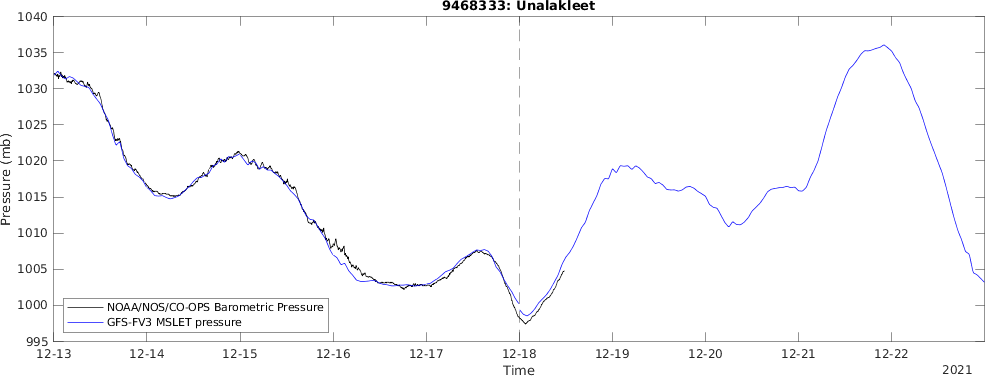 9468333: Unalakleet
1040
1035
1030
1025
1020
1015
1010
1005
1000
995
Pressure (mb)
NOAA/NOS/CO-OPS Barometric Pressure
GFS-FV3 MSLET pressure
12-13 12-14 12-15 12-16 12-17 12-18 12-19 12-20 12-21 12-22
Time
2021